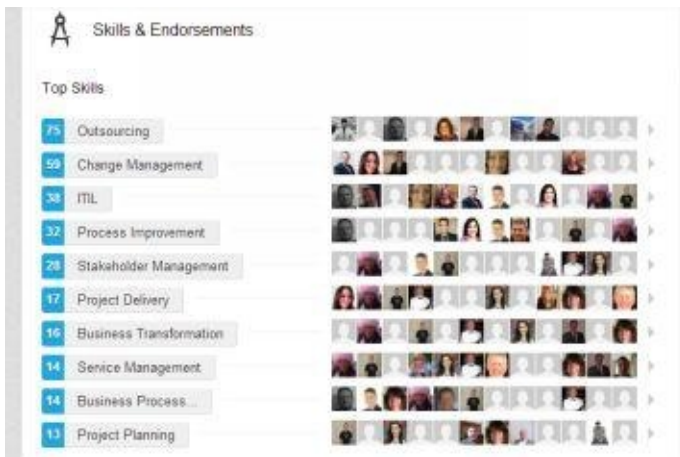 Skills & Endorsements
Top Skills
75 Outsourcing
59 Change Management
38 ITIL
32 Process Improvement
28 Stakeholder Management
17 Project Delivery
16 Business Transformation
14 Service Management
14 Business Process...
13 Project Planning